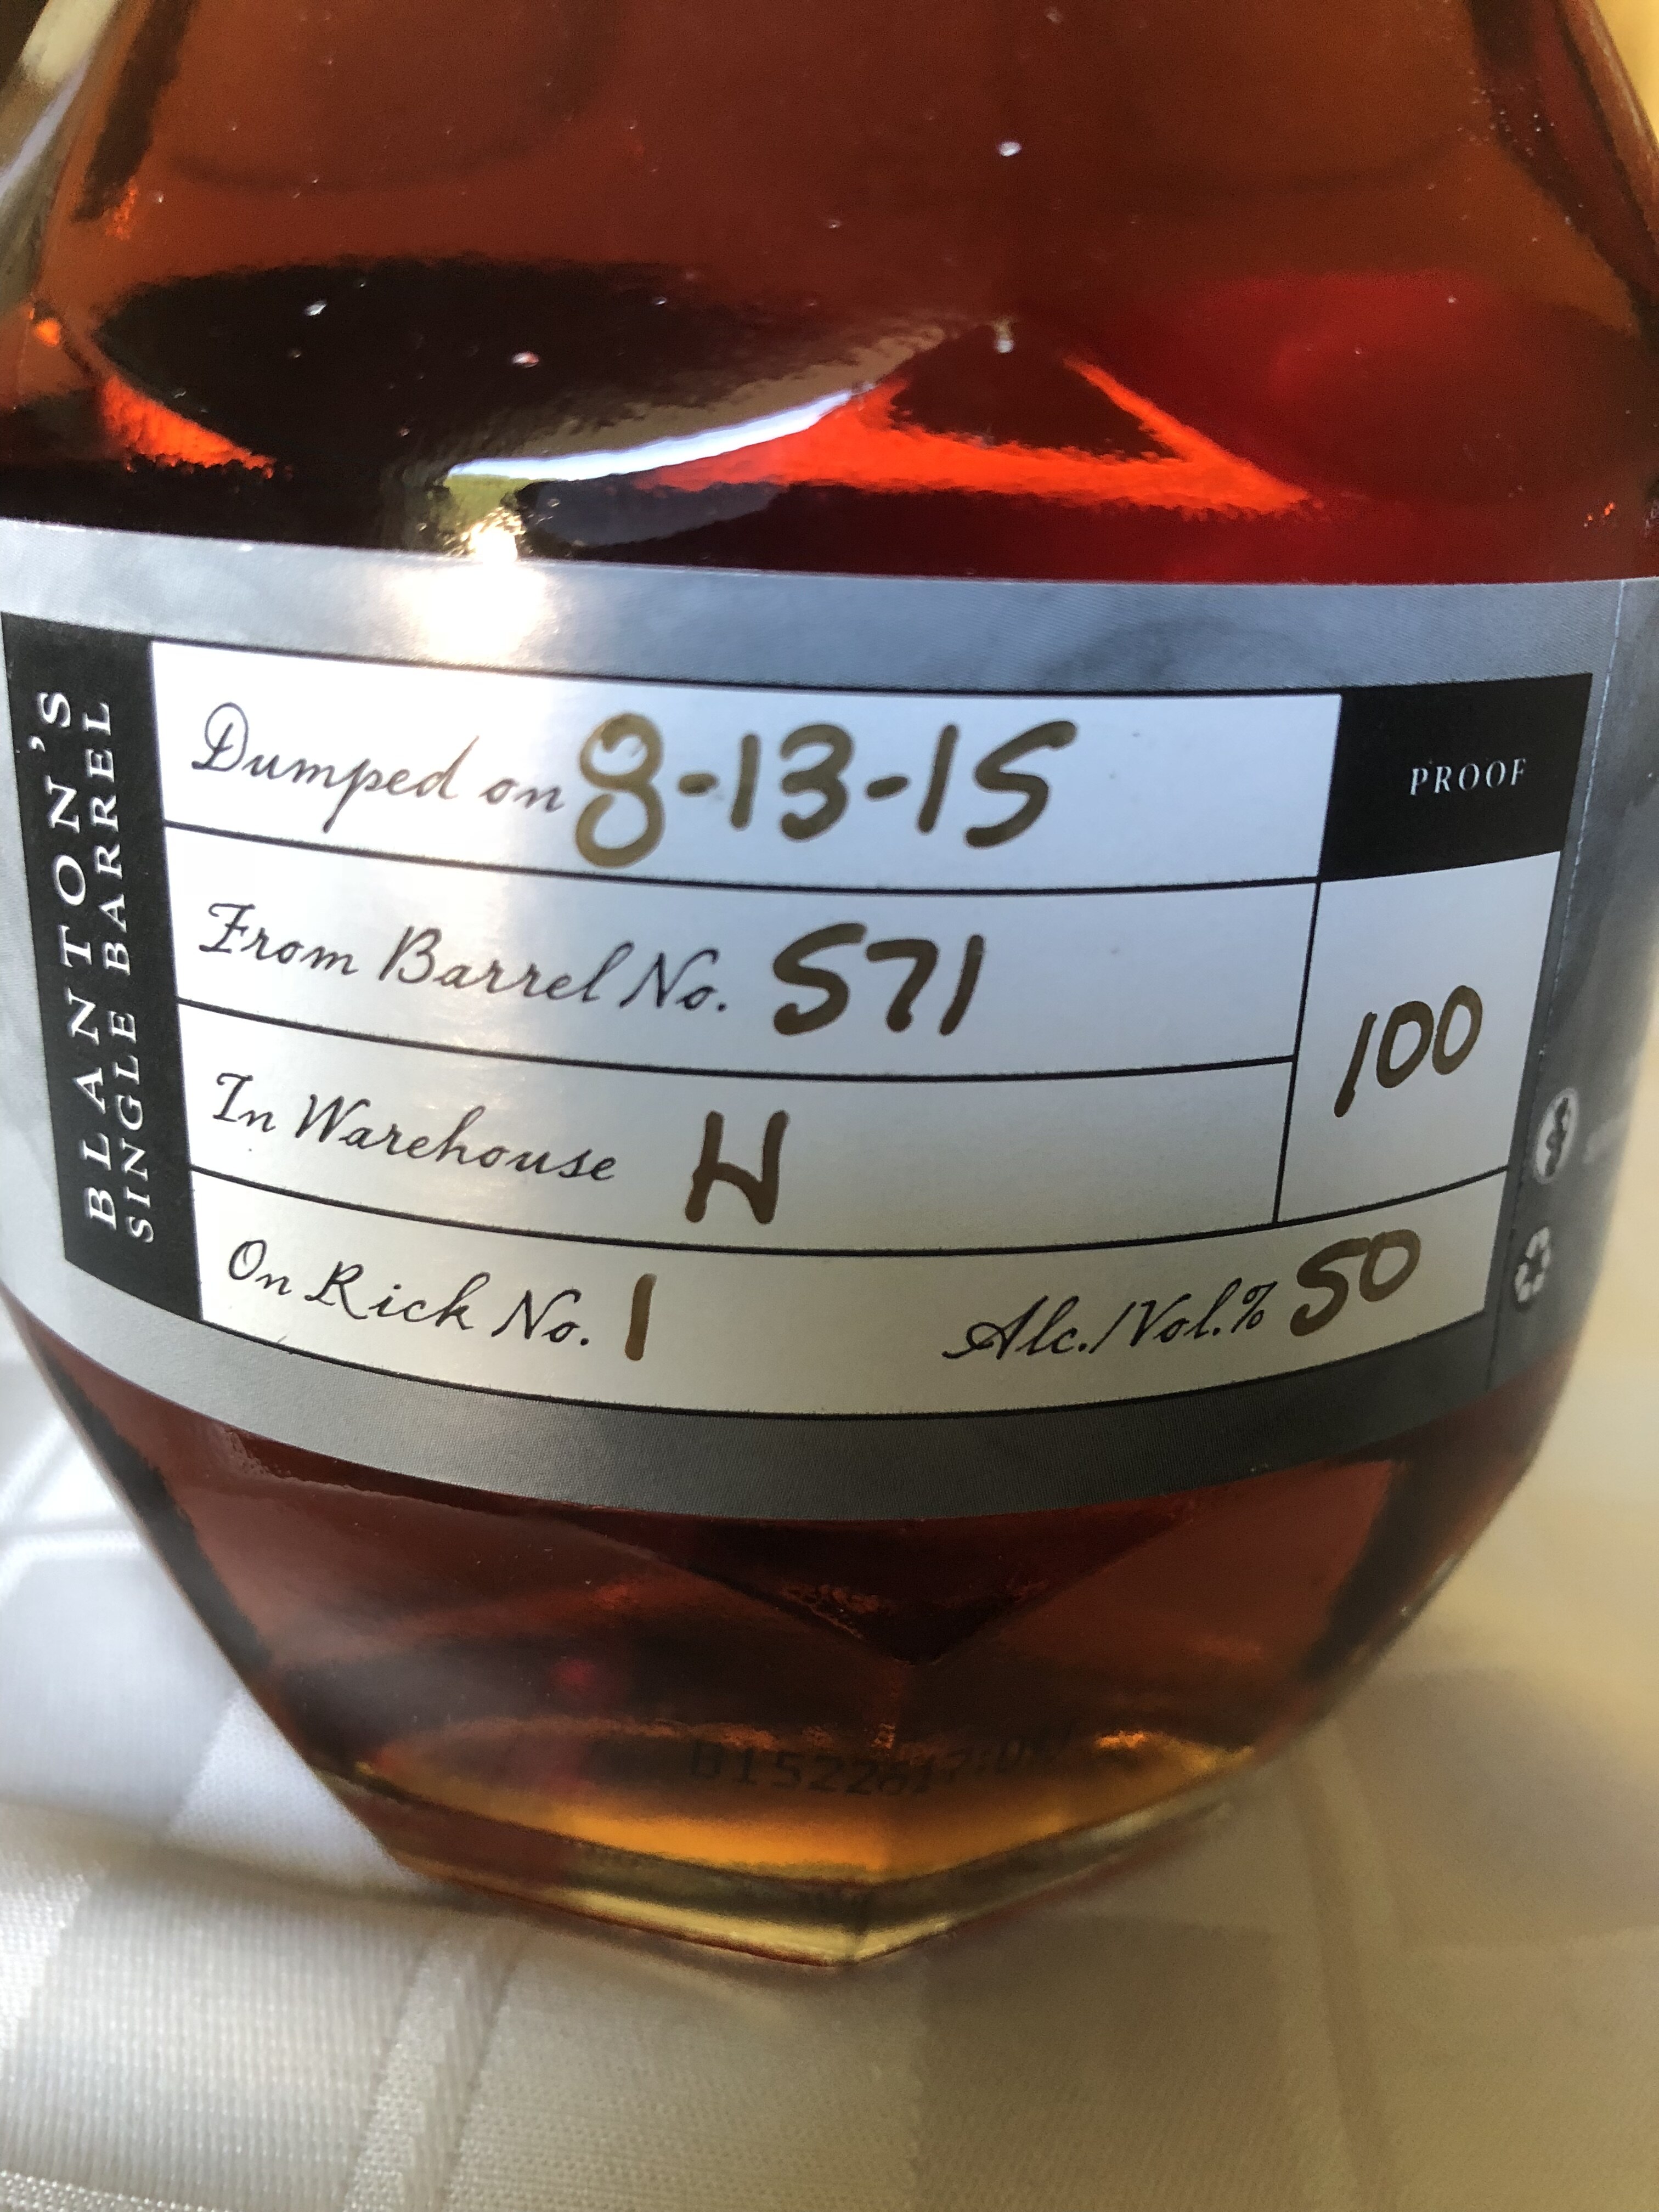 BLANTON'S
SINGLE BARREL
Dumped on 8-13-15
PROOF
From Barrel No. 571
100
In Warehouse H
On Rick No. 1
Alc./Vol.% 50